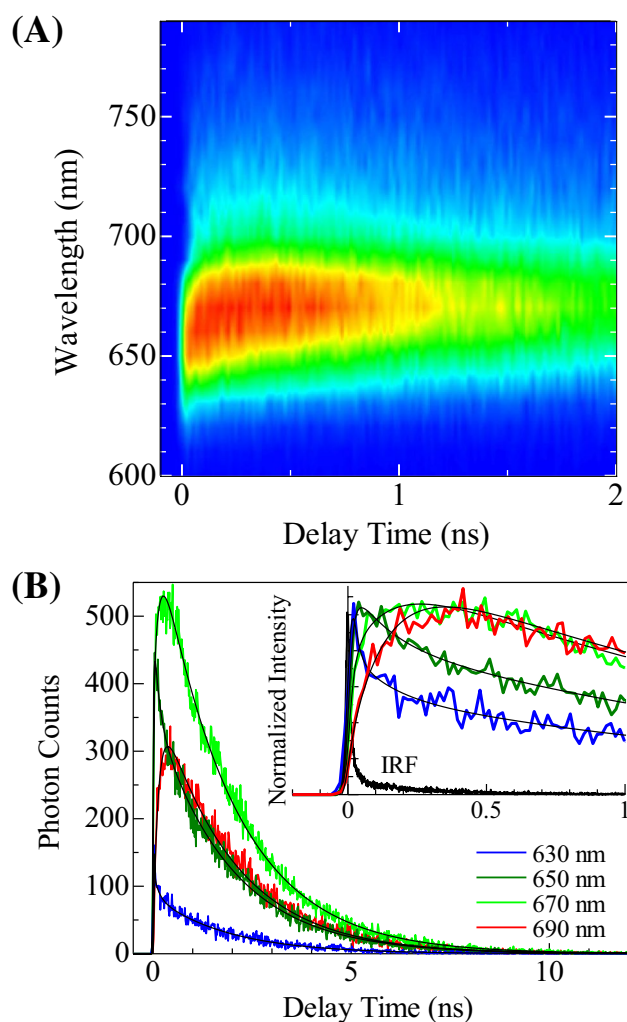 (A)
Wavelength (nm)
750
700
650
600
0
1
2
Delay Time (ns)
(B)
Photon Counts
500
400
300
200
100
0
0
5
10
Delay Time (ns)
Normalized Intensity
IRF
0
0.5
1
630 nm
650 nm
670 nm
690 nm